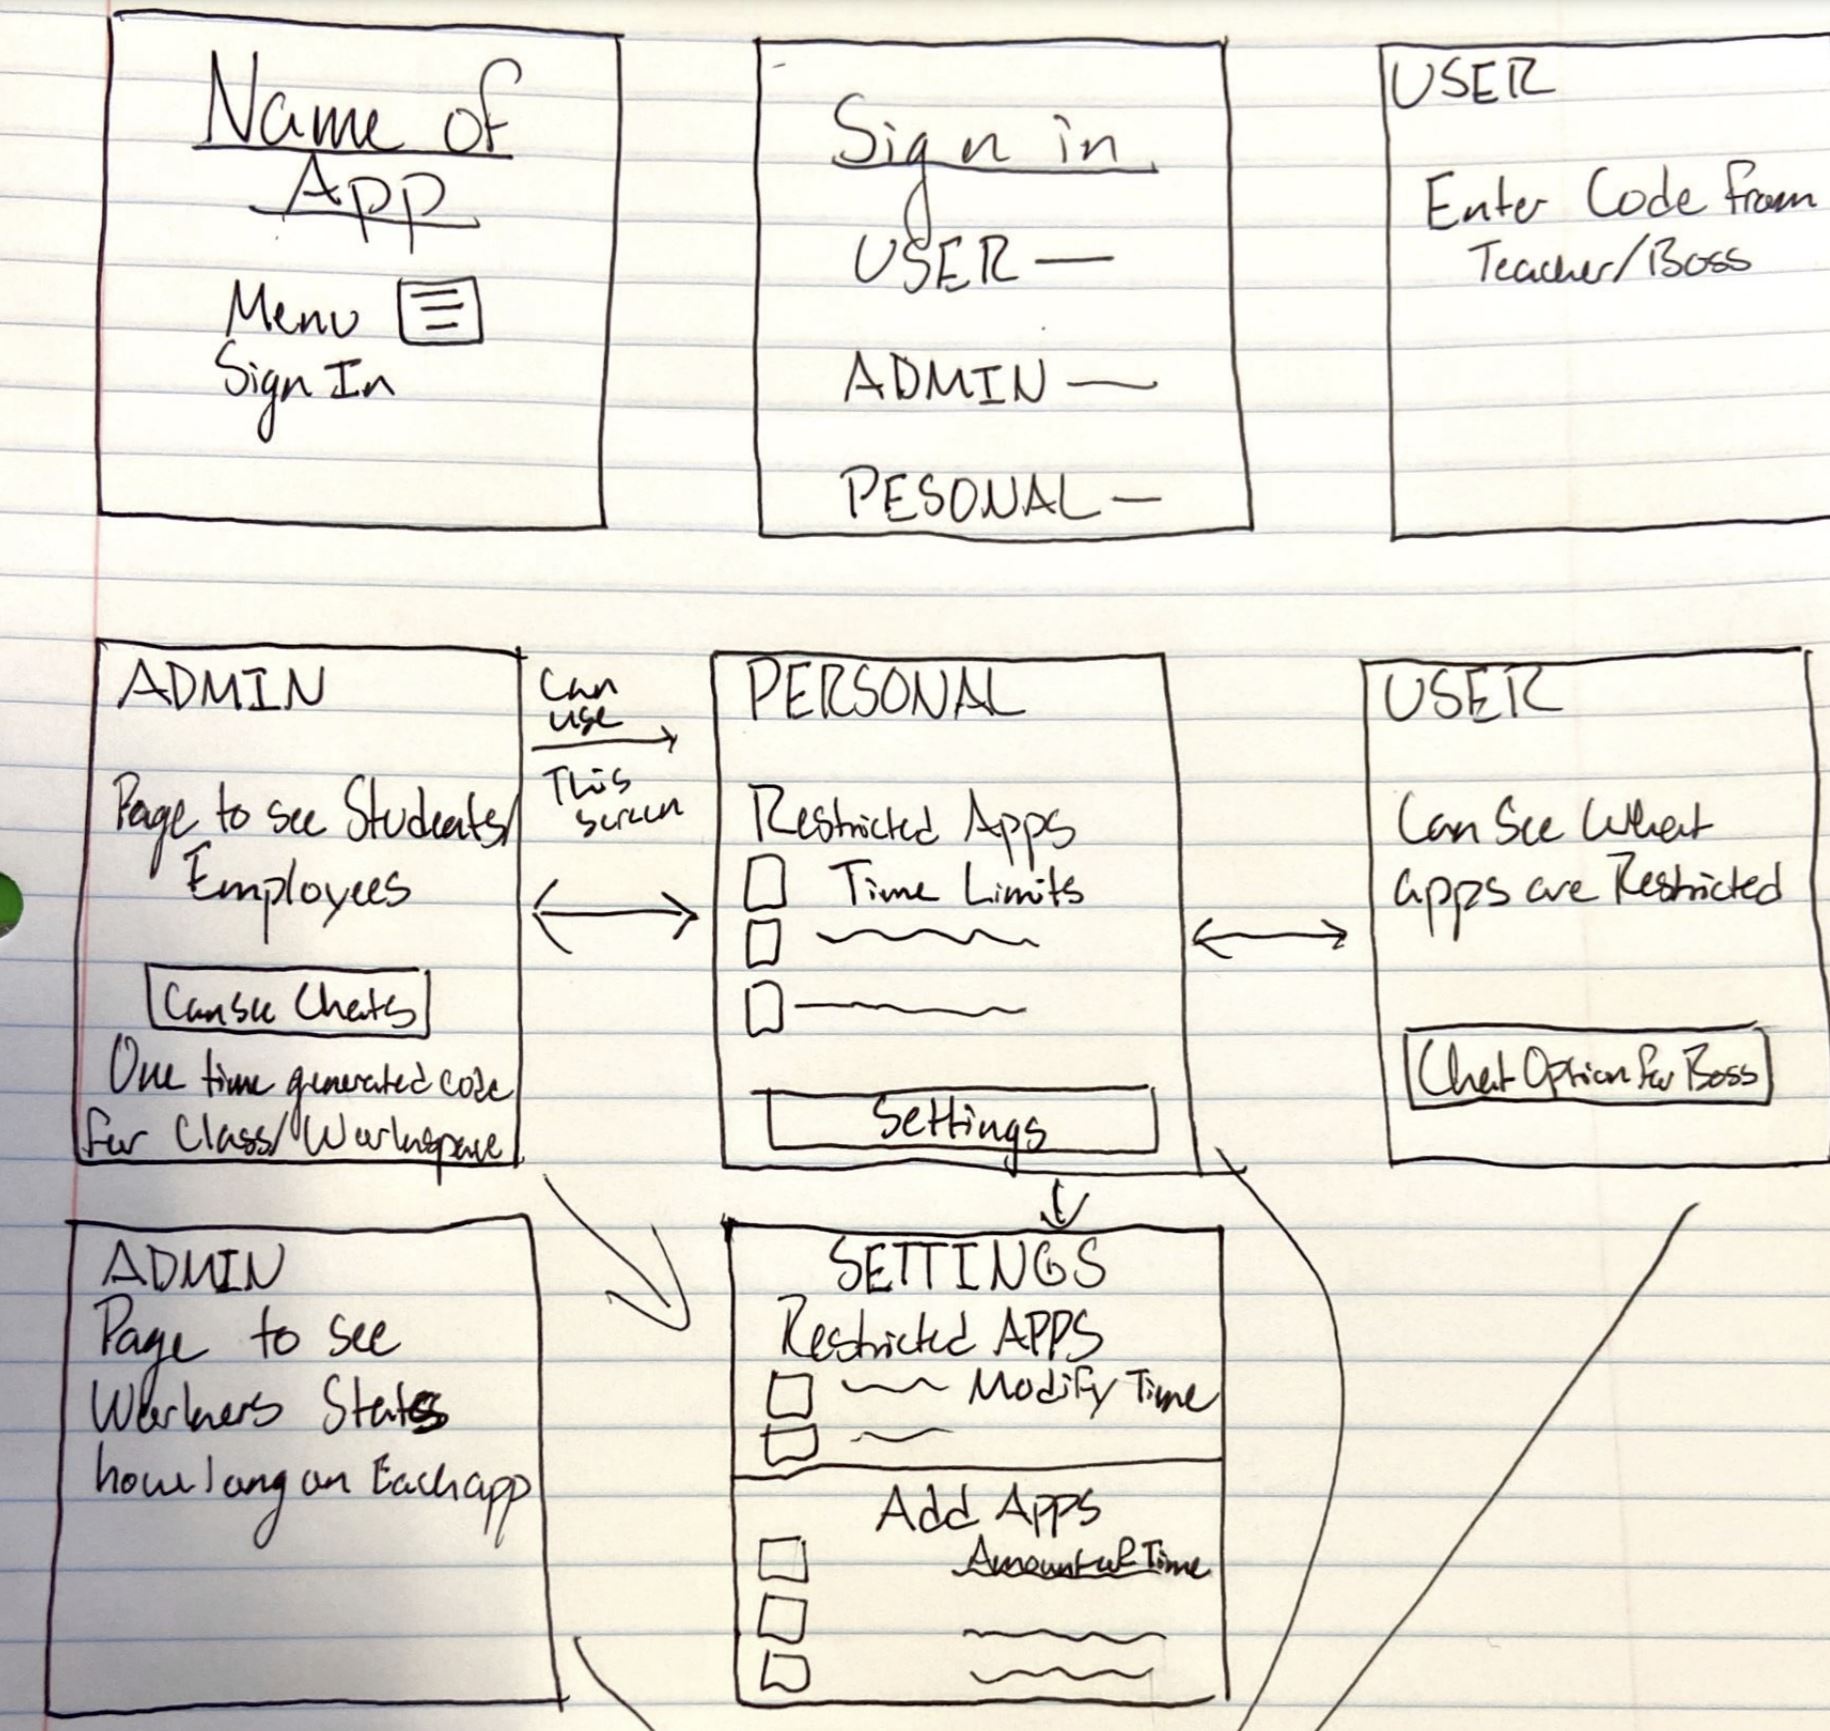 Name of
App
Menu
Sign In
Sign in
USER —
ADMIN —
PESONAL —
USER
Enter Code from
Teacher/Boss
ADMIN
Page to see Students/
Employees
Can see Chats
One time generated code
for Class/Workspace
Can
use
This
screen
PERSONAL
Restricted Apps
Time Limits
Settings
USER
Can See What
apps are Restricted
Chat Option for Boss
ADMIN
Page to see
Workers Stats
how long on Each app
SETTINGS
Restricted APPS
Modify Time
Add Apps
Amount of Time